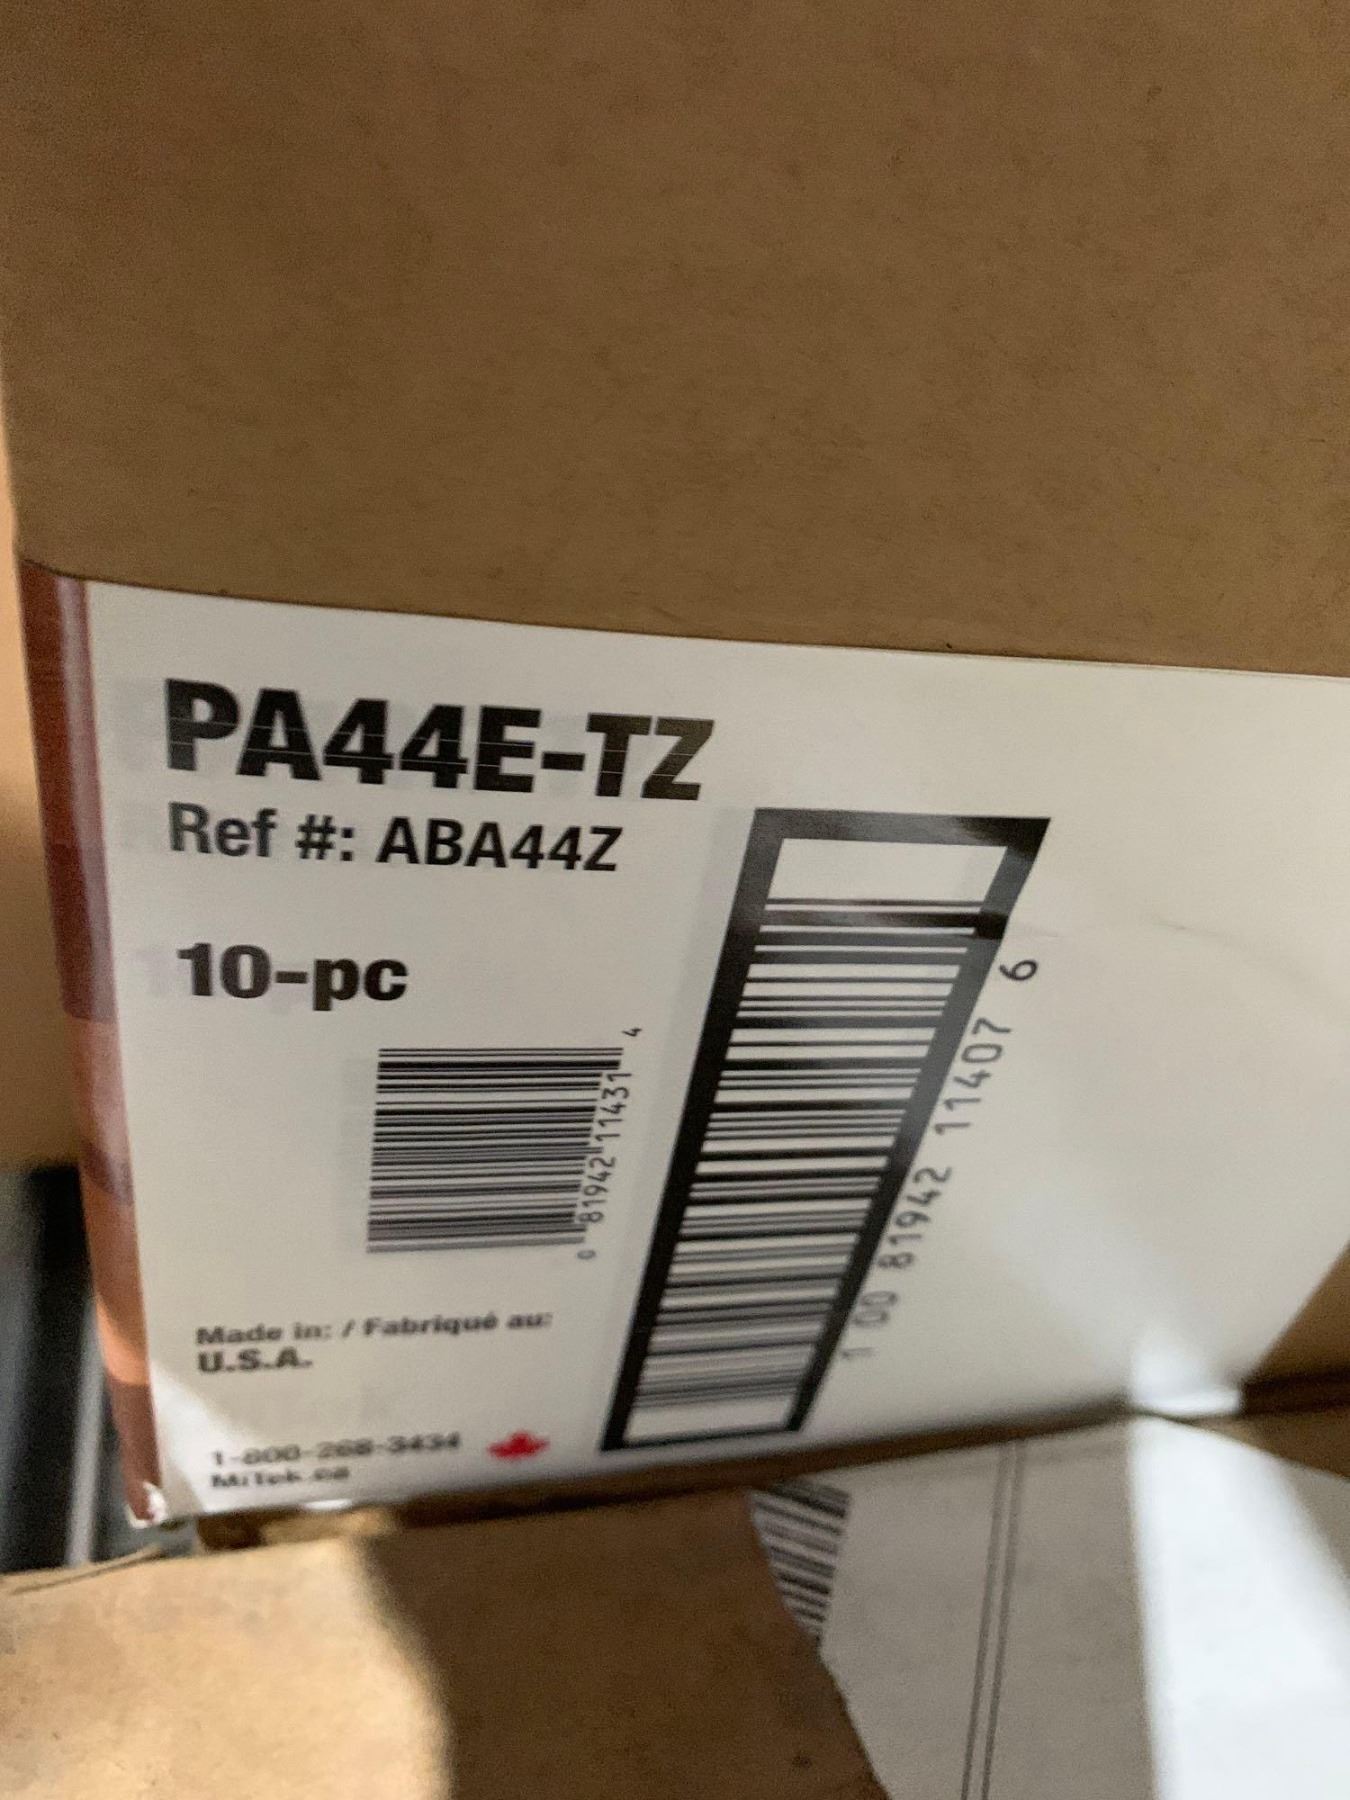 PA44E-TZ
Ref #: ABA44Z
10-pc
0 81942 11431 4
1 00 81942 11407 6
Made in: / Fabriqué au:
U.S.A.
1-800-268-3434
MiTek.ca